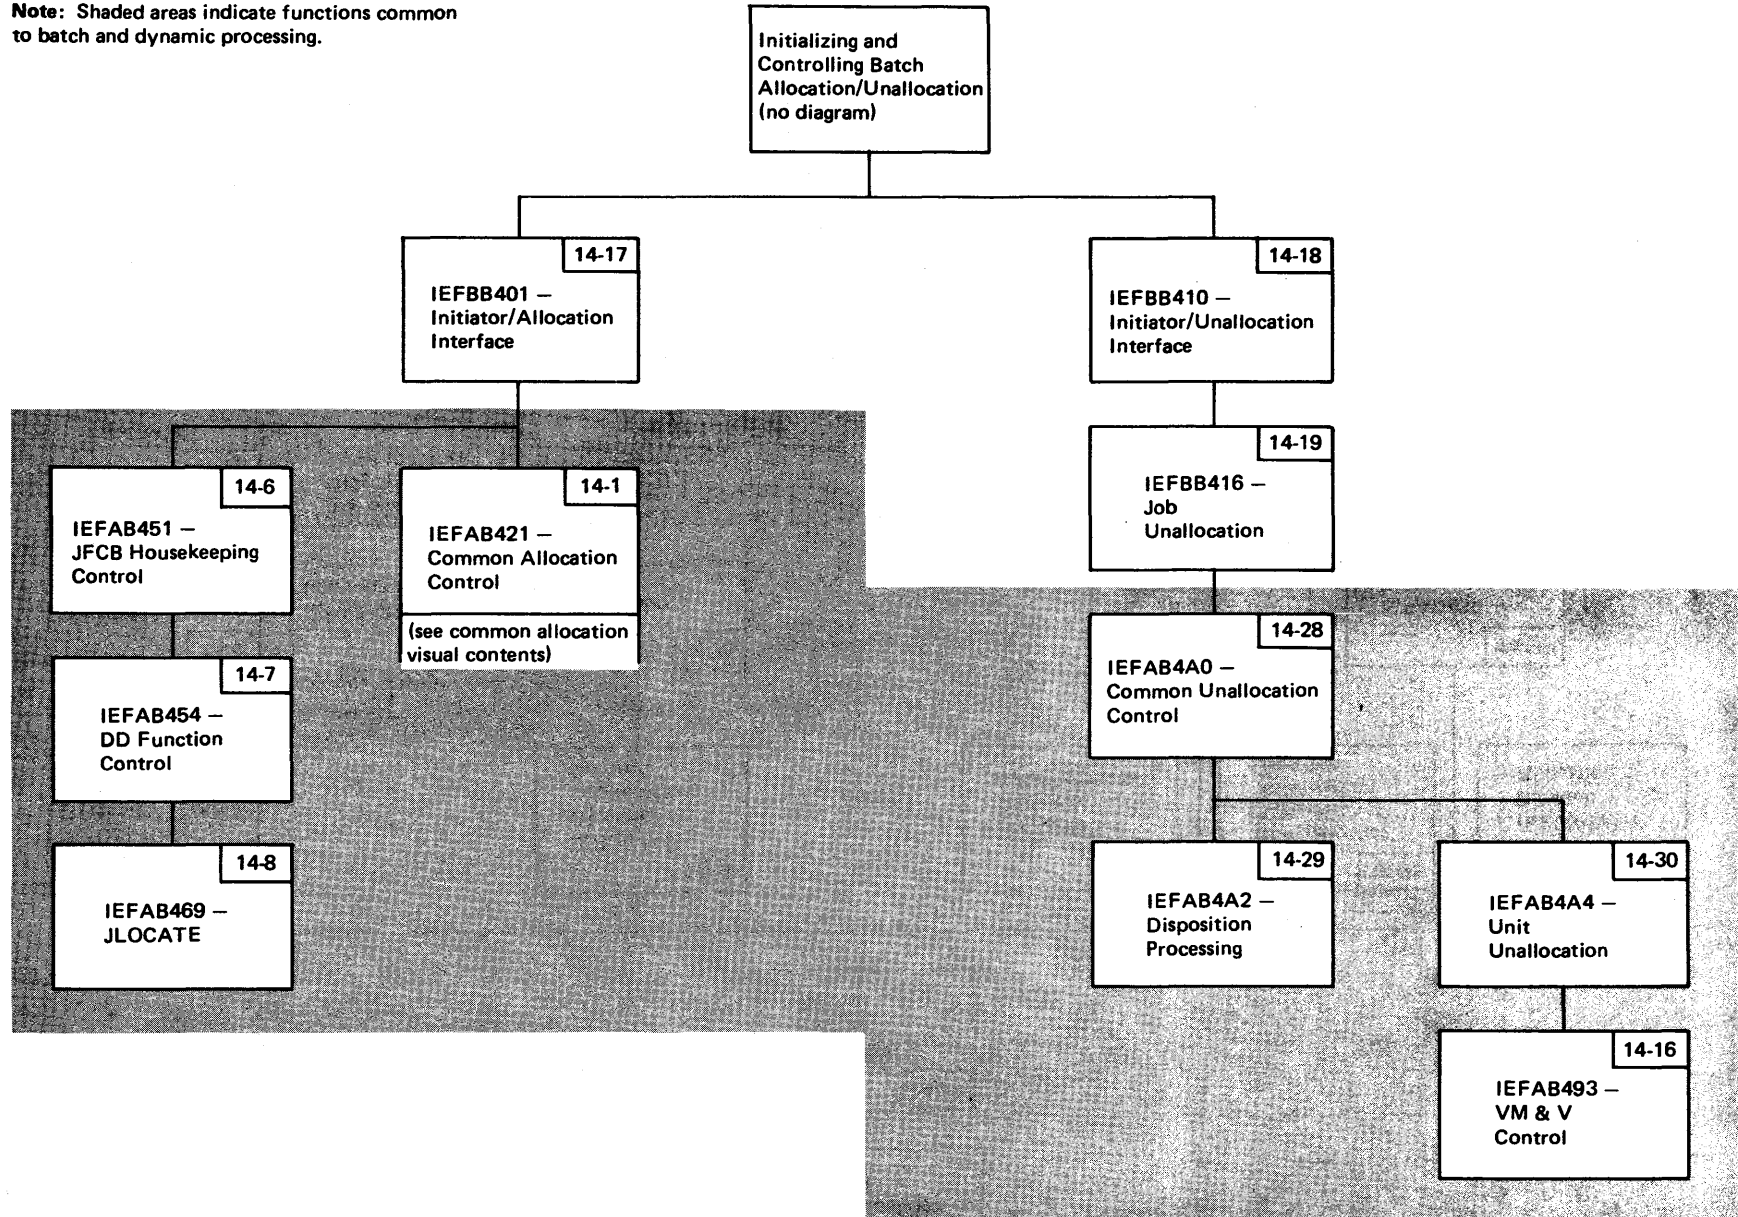 Note: Shaded areas indicate functions common
to batch and dynamic processing.
Initializing and
Controlling Batch
Allocation/Unallocation
(no diagram)
14-17
IEFBB401 —
Initiator/Allocation
Interface
14-18
IEFBB410 —
Initiator/Unallocation
Interface
14-19
IEFBB416 —
Job
Unallocation
14-6
IEFAB451 —
JFCB Housekeeping
Control
14-1
IEFAB421 —
Common Allocation
Control
(see common allocation
visual contents)
14-28
IEFAB4A0 —
Common Unallocation
Control
14-7
IEFAB454 —
DD Function
Control
14-8
IEFAB469 —
JLOCATE
14-29
IEFAB4A2 —
Disposition
Processing
14-30
IEFAB4A4 —
Unit
Unallocation
14-16
IEFAB493 —
VM & V
Control